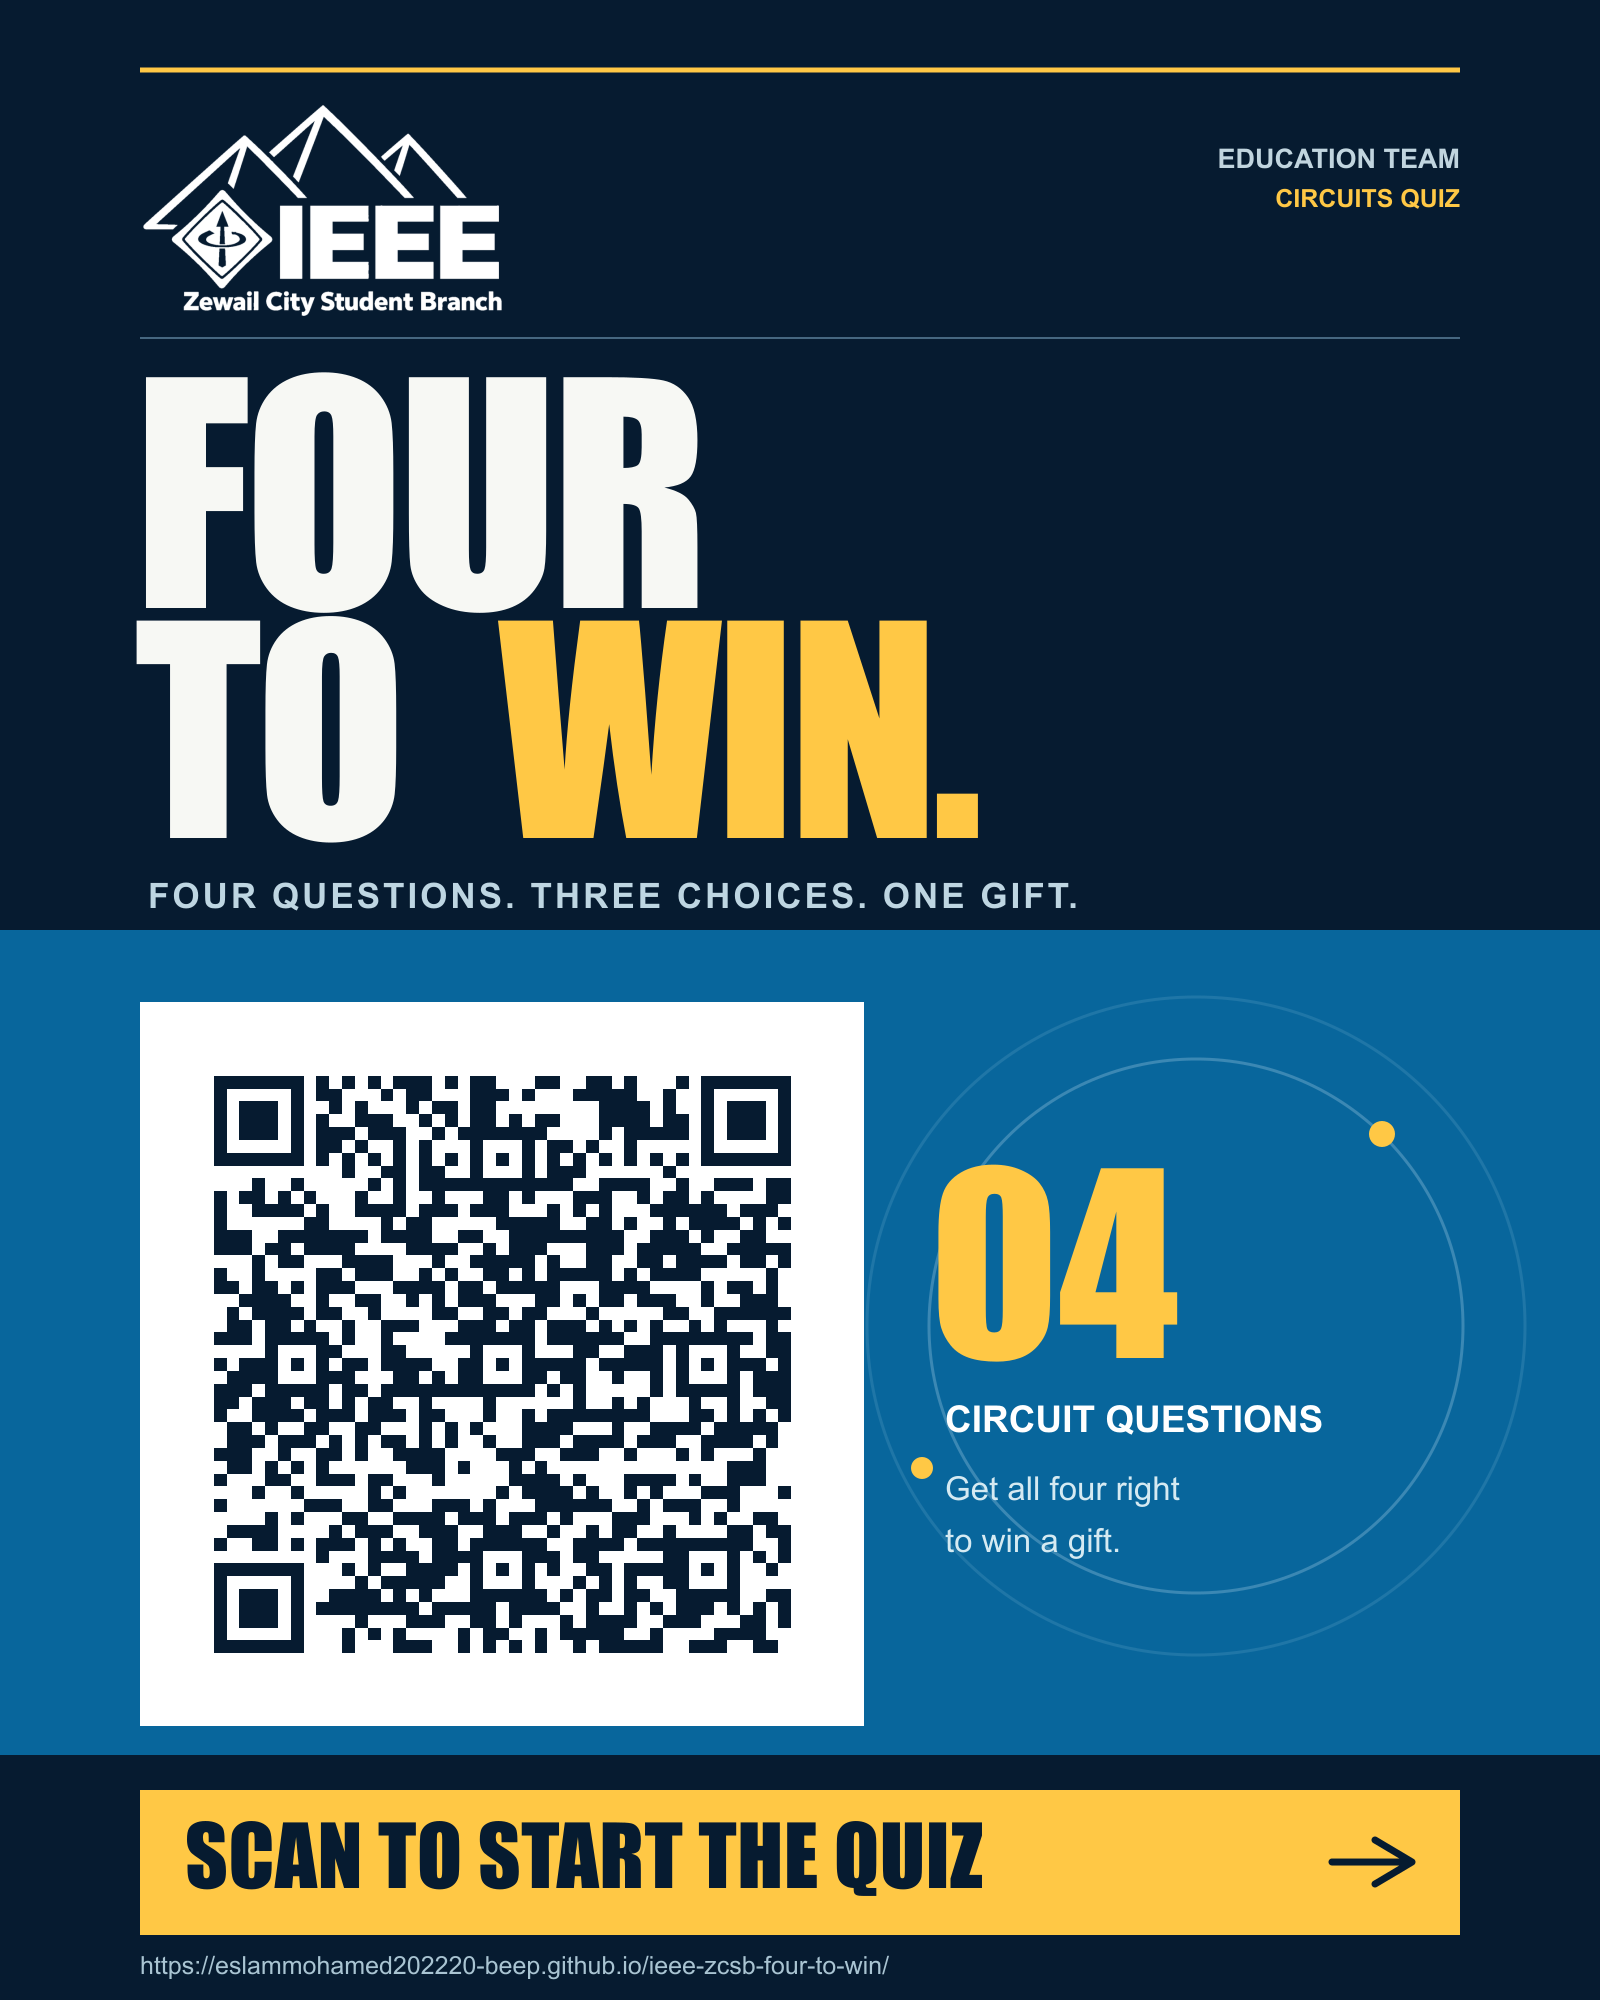 IEEE
Zewail City Student Branch
EDUCATION TEAM
CIRCUITS QUIZ
FOUR
TO WIN.
FOUR QUESTIONS. THREE CHOICES. ONE GIFT.
04
CIRCUIT QUESTIONS
Get all four right
to win a gift.
SCAN TO START THE QUIZ
https://eslammohamed202220-beep.github.io/ieee-zcsb-four-to-win/